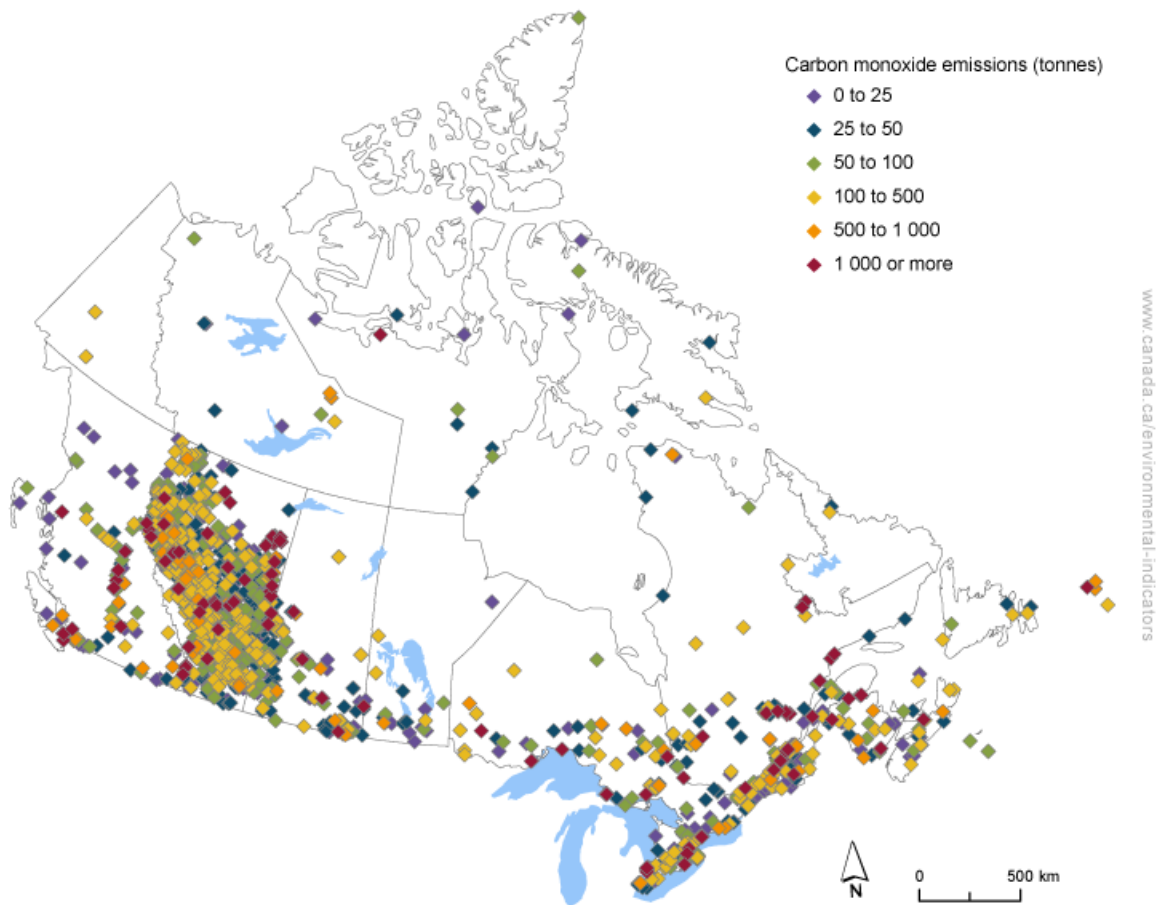 Carbon monoxide emissions (tonnes)
0 to 25
25 to 50
50 to 100
100 to 500
500 to 1 000
1 000 or more
www.canada.ca/environmental-indicators
N
0 500 km